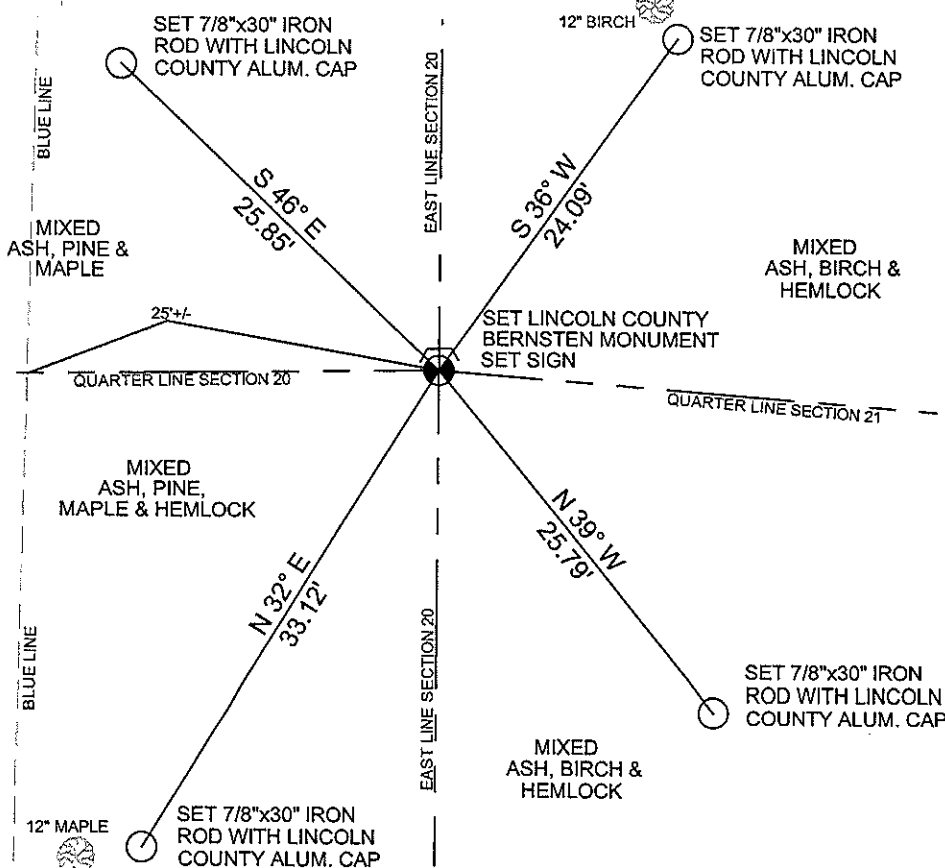 12" BIRCH
SET 7/8"x30" IRON
ROD WITH LINCOLN
COUNTY ALUM. CAP
SET 7/8"x30" IRON
ROD WITH LINCOLN
COUNTY ALUM. CAP
BLUE LINE
EAST LINE SECTION 20
S 46° E
25.85'
S 36° W
24.09'
MIXED
ASH, PINE &
MAPLE
MIXED
ASH, BIRCH &
HEMLOCK
25'+/-
SET LINCOLN COUNTY
BERNSTEN MONUMENT
SET SIGN
QUARTER LINE SECTION 20
QUARTER LINE SECTION 21
MIXED
ASH, PINE,
MAPLE & HEMLOCK
N 32° E
33.12'
N 39° W
25.79'
BLUE LINE
EAST LINE SECTION 20
SET 7/8"x30" IRON
ROD WITH LINCOLN
COUNTY ALUM. CAP
MIXED
ASH, BIRCH &
HEMLOCK
12" MAPLE
SET 7/8"x30" IRON
ROD WITH LINCOLN
COUNTY ALUM. CAP